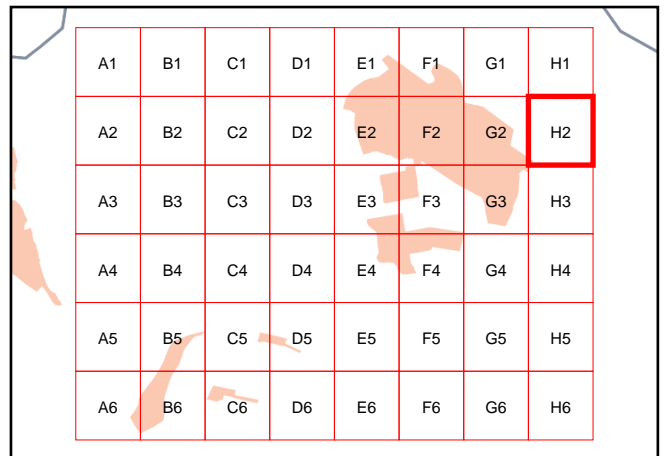 A1 B1 C1 D1 E1 F1 G1 H1
A2 B2 C2 D2 E2 F2 G2 H2
A3 B3 C3 D3 E3 F3 G3 H3
A4 B4 C4 D4 E4 F4 G4 H4
A5 B5 C5 D5 E5 F5 G5 H5
A6 B6 C6 D6 E6 F6 G6 H6